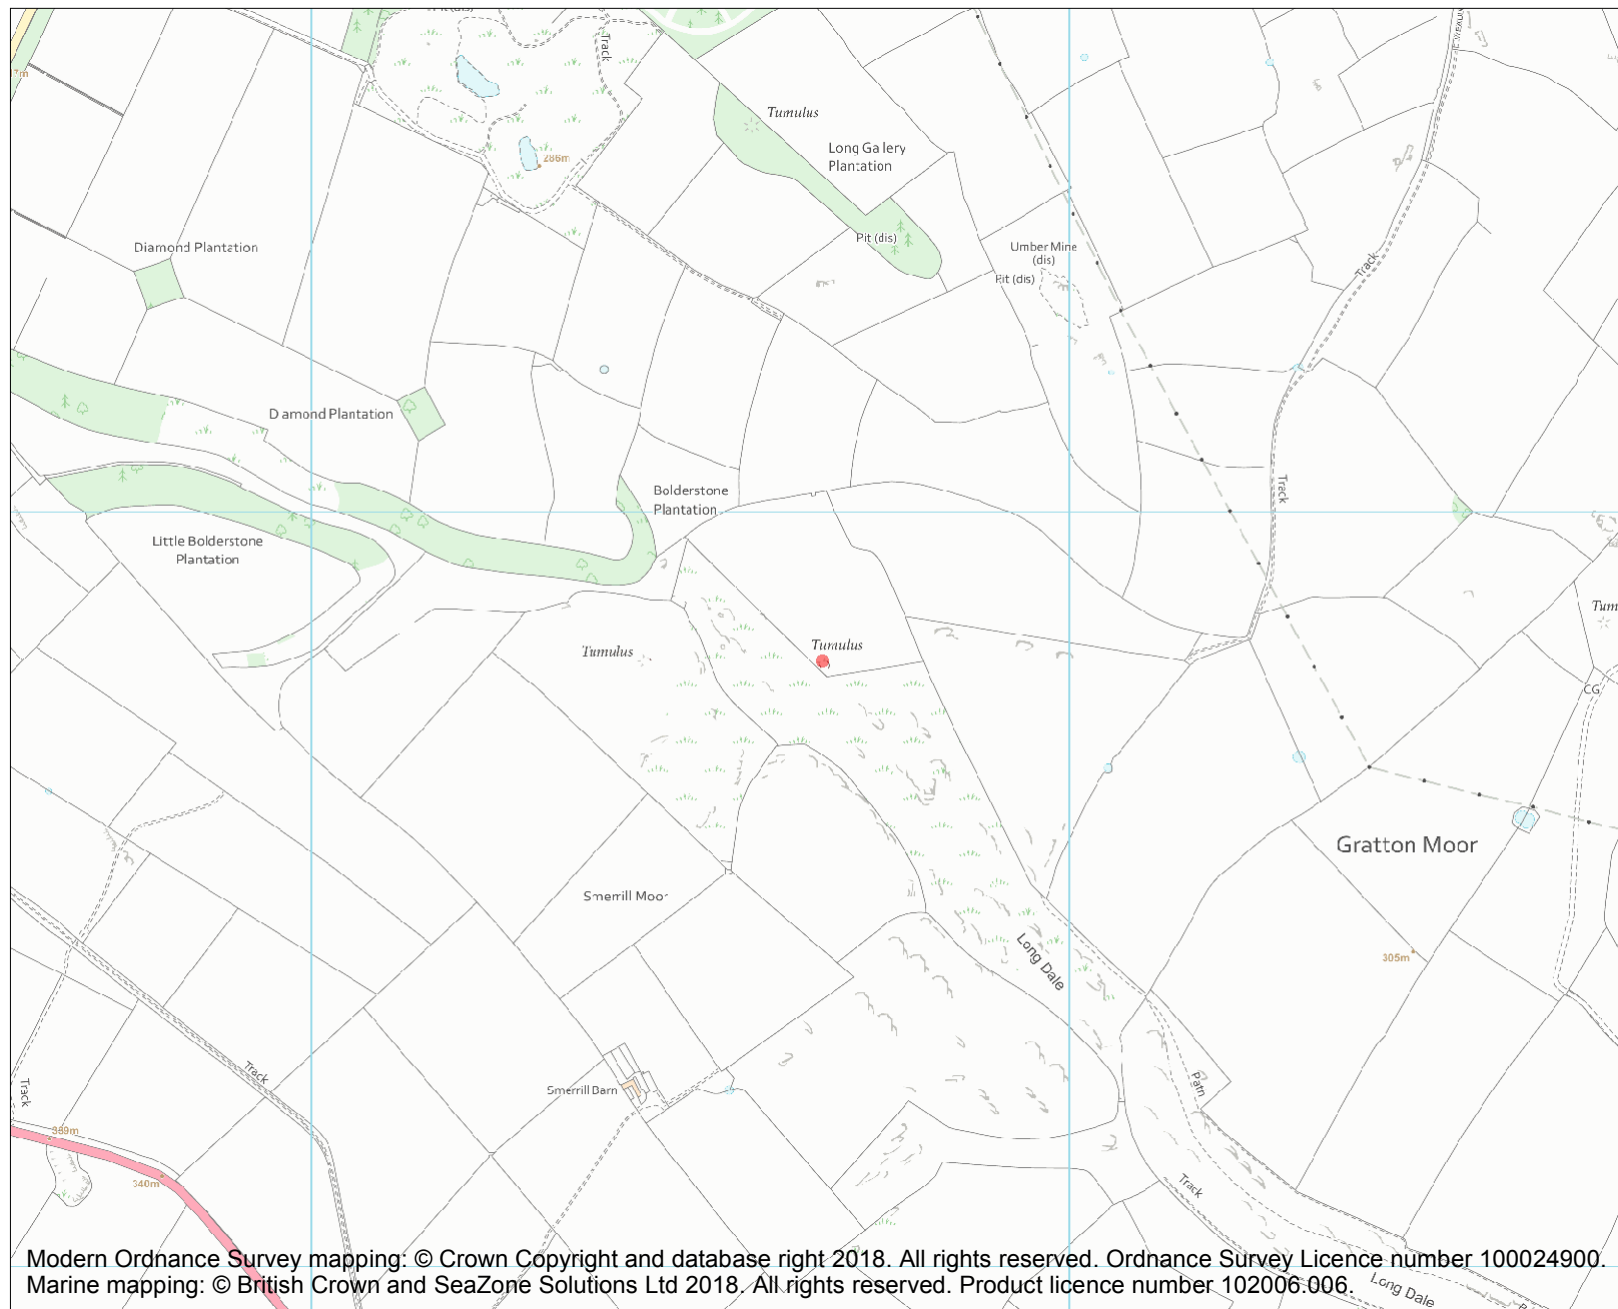 Track
Tumulus
Long Gallery
Plantation
286m
Pit (dis)
Diamond Plantation
Umber Mine
(dis)
Pit (dis)
Track
Diamond Plantation
Bolderstone
Plantation
Track
Little Bolderstone
Plantation
Tumulus
Tumulus
Tum
CG
Gratton Moor
Smerrill Moor
Long Dale
305m
Track
Smerrill Barn
Track
Path
389m
340m
Track
Modern Ordnance Survey mapping: © Crown Copyright and database right 2018. All rights reserved. Ordnance Survey Licence number 100024900.
Marine mapping: © British Crown and SeaZone Solutions Ltd 2018. All rights reserved. Product licence number 102006.006.
Long Dale